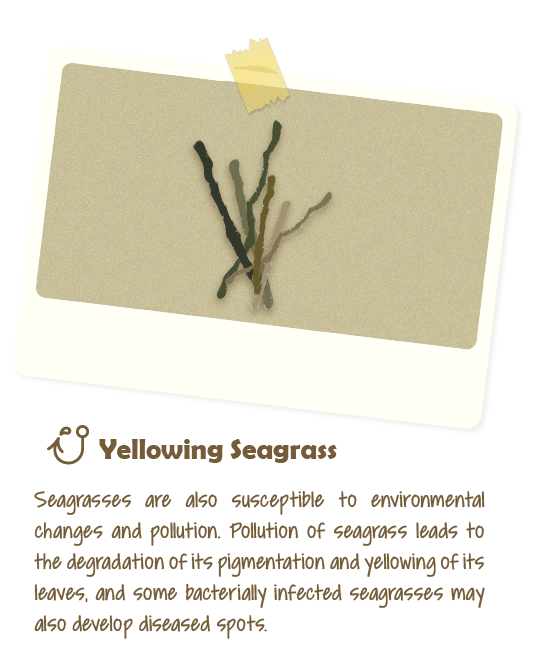 Yellowing Seagrass
Seagrasses are also susceptible to environmental
changes and pollution. Pollution of seagrass leads to
the degradation of its pigmentation and yellowing of its
leaves, and some bacterially infected seagrasses may
also develop diseased spots.